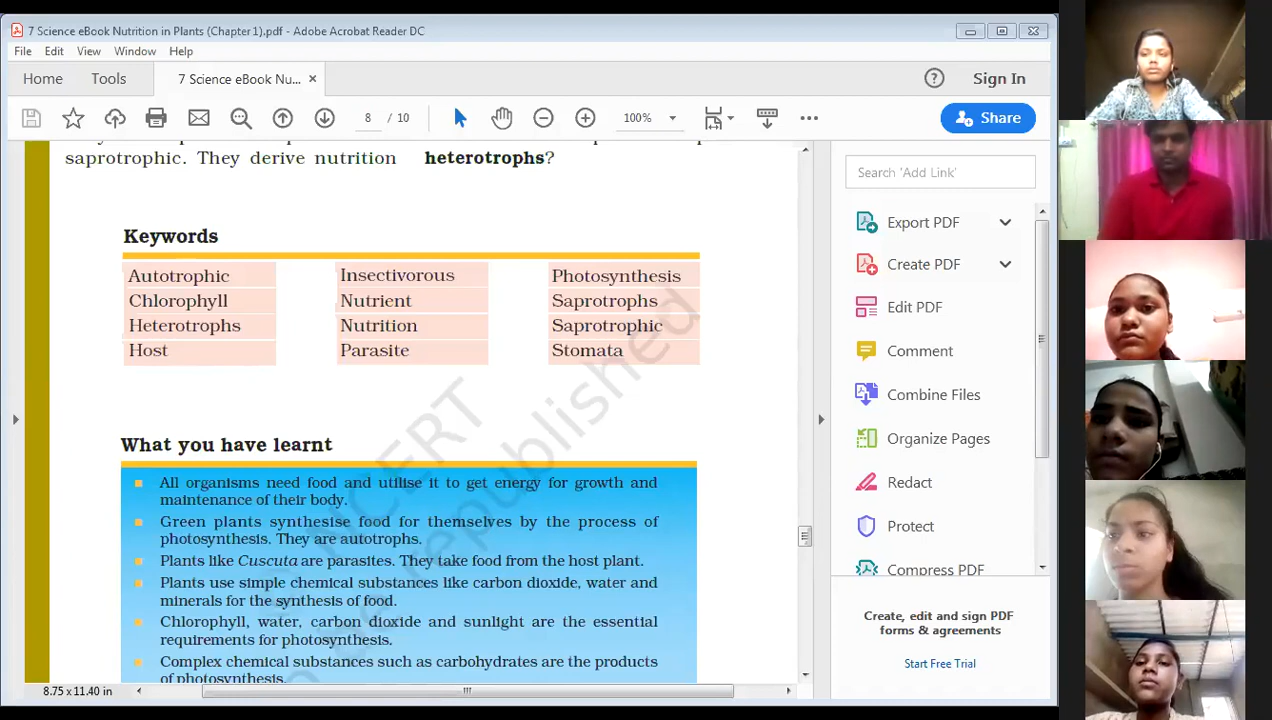 7 Science eBook Nutrition in Plants (Chapter1).pdf - Adobe Acrobat Reader DC
File Edit View Window Help
Home Tools 7 Science eBook Nu... × Sign In
8 / 10 100% Share
saprotrophic. They derive nutrition heterotrophs?
Keywords
Autotrophic Insectivorous Photosynthesis
Chlorophyll Nutrient Saprotrophs
Heterotrophs Nutrition Saprotrophic
Host Parasite Stomata
What you have learnt
All organisms need food and utilise it to get energy for growth and
maintenance of their body.
Green plants synthesise food for themselves by the process of
photosynthesis. They are autotrophs.
Plants like Cuscuta are parasites. They take food from the host plant.
Plants use simple chemical substances like carbon dioxide, water and
minerals for the synthesis of food.
Chlorophyll, water, carbon dioxide and sunlight are the essential
requirements for photosynthesis.
Complex chemical substances such as carbohydrates are the products
of photosynthesis.
NCERT
republished
8.75 x 11.40 in
Search 'Add Link'
Export PDF
Create PDF
Edit PDF
Comment
Combine Files
Organize Pages
Redact
Protect
Compress PDF
Create, edit and sign PDF
forms & agreements
Start Free Trial